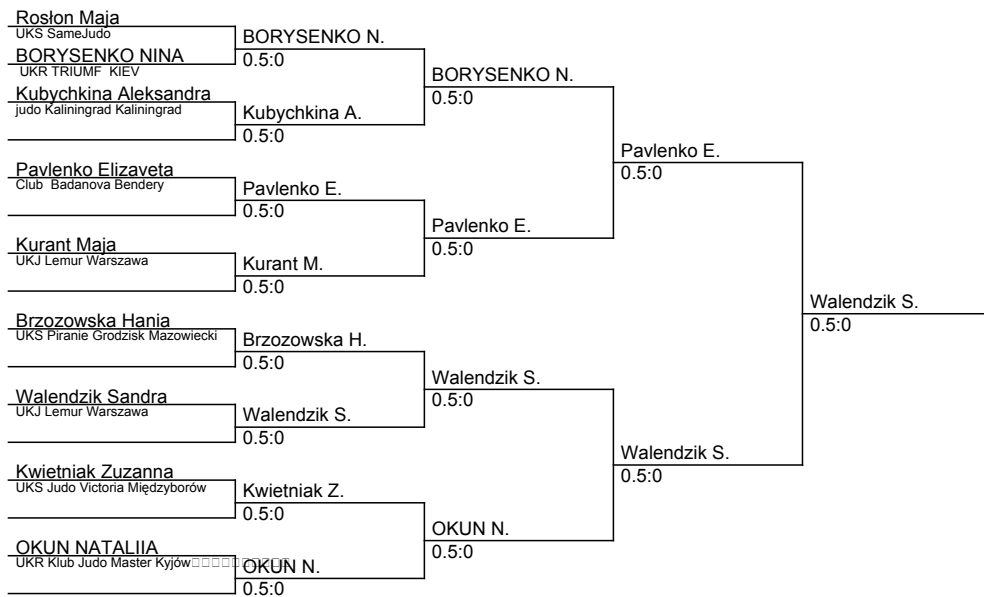 Rosłon Maja
UKS SameJudo
BORYSENKO NINA
UKR TRIUMF KIEV
Kubychkina Aleksandra
judo Kaliningrad Kaliningrad
Pavlenko Elizaveta
Club Badanova Bendery
Kurant Maja
UKJ Lemur Warszawa
Brzozowska Hania
UKS Piranie Grodzisk Mazowiecki
Walendzik Sandra
UKJ Lemur Warszawa
Kwietniak Zuzanna
UKS Judo Victoria Międzyborów
OKUN NATALIIA
UKR Klub Judo Master Kyjów
BORYSENKO N.
0.5:0
Kubychkina A.
0.5:0
Pavlenko E.
0.5:0
Kurant M.
0.5:0
Brzozowska H.
0.5:0
Walendzik S.
0.5:0
Kwietniak Z.
0.5:0
OKUN N.
0.5:0
BORYSENKO N.
0.5:0
Pavlenko E.
0.5:0
Walendzik S.
0.5:0
OKUN N.
0.5:0
Pavlenko E.
0.5:0
Walendzik S.
0.5:0
Walendzik S.
0.5:0